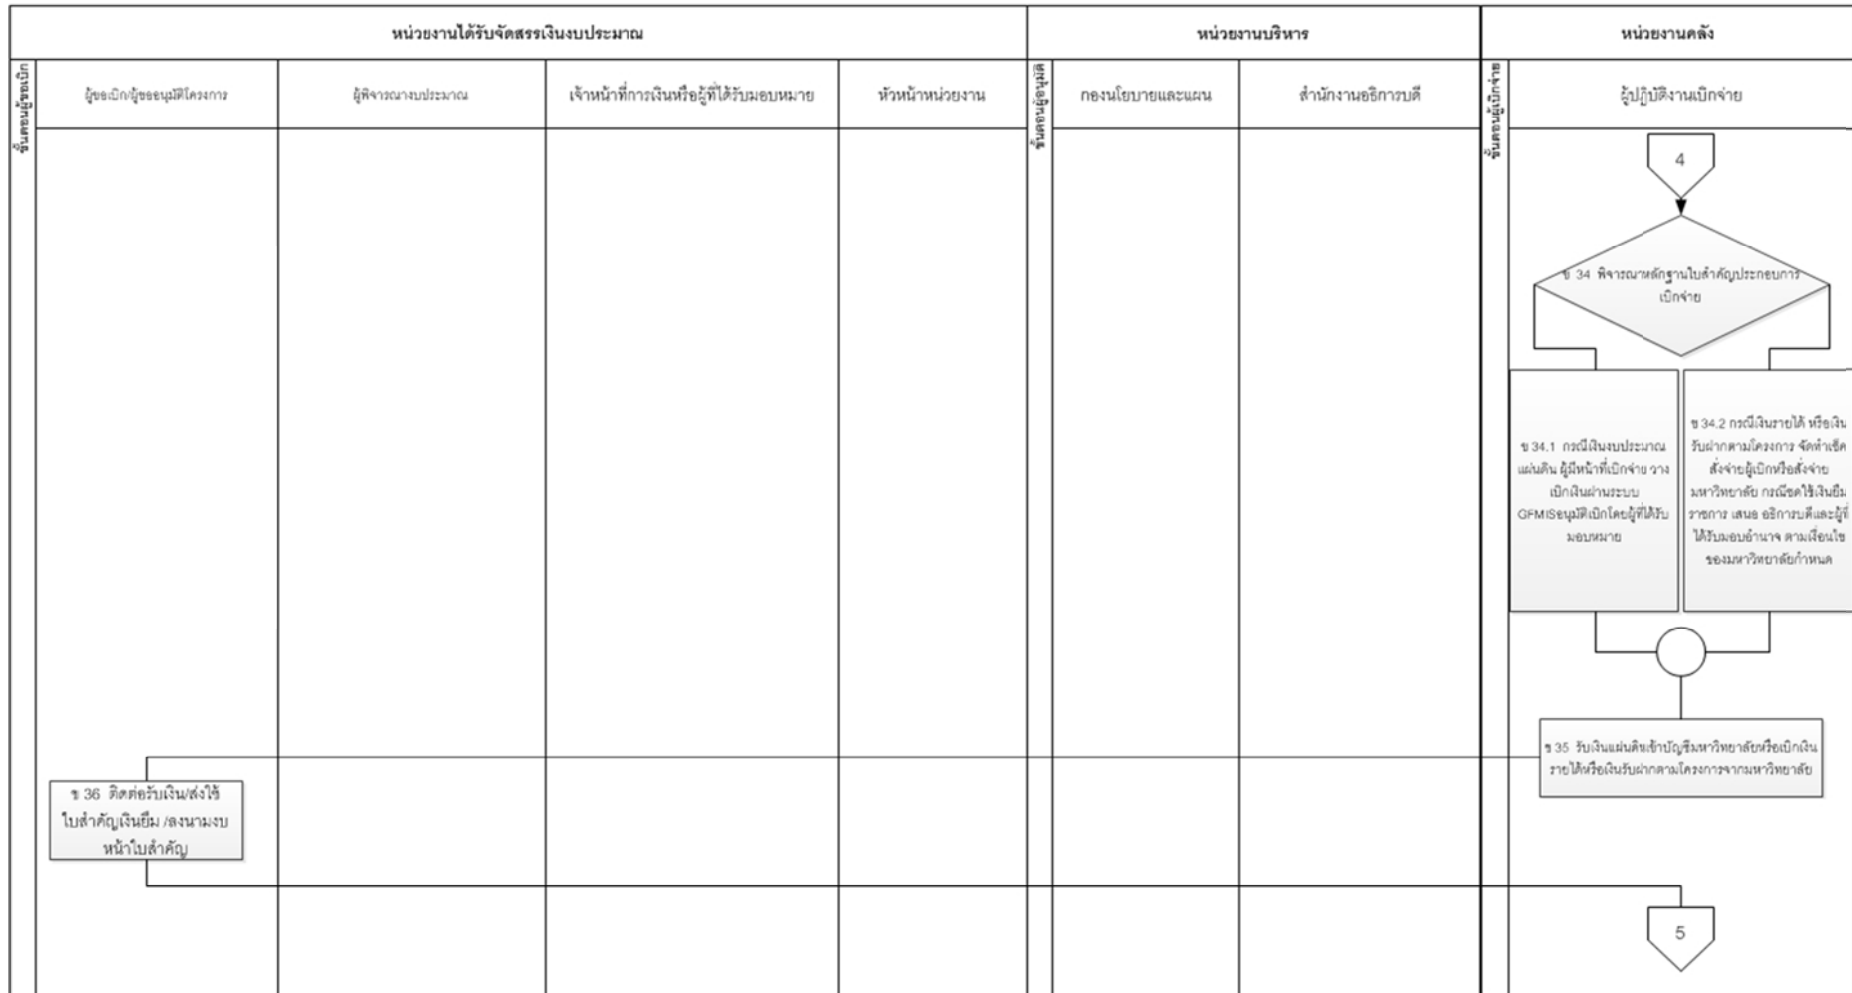 หน่วยงานได้รับจัดสรรเงินงบประมาณ
หน่วยงานบริหาร
หน่วยงานคลัง
ขั้นตอนผู้ขอเบิก
ผู้ขอเบิก/ผู้ขออนุมัติโครงการ
ผู้พิจารณางบประมาณ
เจ้าหน้าที่การเงินหรือผู้ที่ได้รับมอบหมาย
หัวหน้าหน่วยงาน
ขั้นตอนผู้อนุมัติ
กองนโยบายและแผน
สำนักงานอธิการบดี
ขั้นตอนผู้เบิกจ่าย
ผู้ปฏิบัติงานเบิกจ่าย
4
ข 34 พิจารณาหลักฐานใบสำคัญประกอบการ
เบิกจ่าย
ข 34.1 กรณีเงินงบประมาณ
แผ่นดิน ผู้มีหน้าที่เบิกจ่าย วาง
เบิกเงินผ่านระบบ
GFMISอนุมัติเบิกโดยผู้ที่ได้รับ
มอบหมาย
ข 34.2 กรณีเงินรายได้ หรือเงิน
รับฝากตามโครงการ จัดทำเช็ค
สั่งจ่ายผู้เบิกหรือสั่งจ่าย
มหาวิทยาลัย กรณีชดใช้เงินยืม
ราชการ เสนอ อธิการบดีและผู้ที่
ได้รับมอบอำนาจ ตามเงื่อนไข
ของมหาวิทยาลัยกำหนด
ข 35 รับเงินแผ่นดินเข้าบัญชีมหาวิทยาลัยหรือเบิกเงิน
รายได้หรือเงินรับฝากตามโครงการจากมหาวิทยาลัย
ข 36 ติดต่อรับเงิน/ส่งใช้
ใบสำคัญเงินยืม /ลงนามงบ
หน้าใบสำคัญ
5